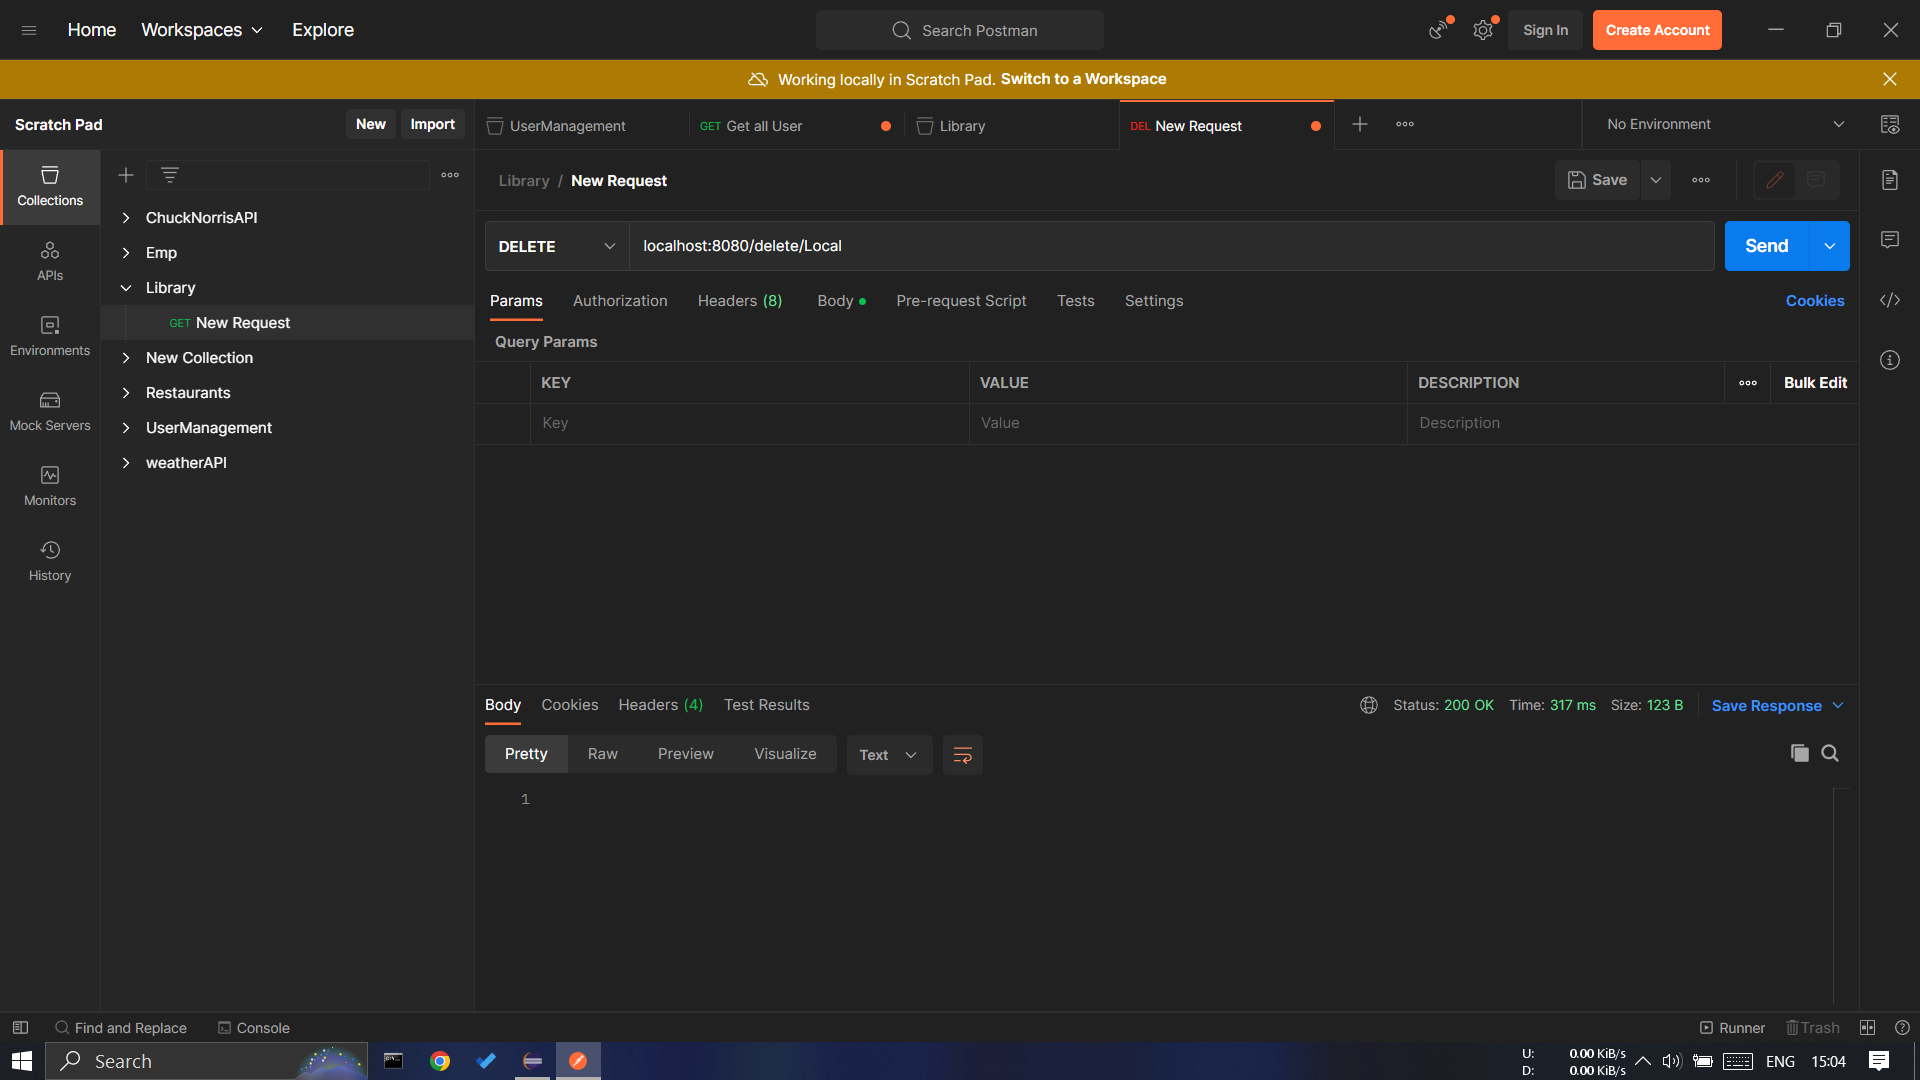 Home Workspaces Explore Search Postman Sign In Create Account
Working locally in Scratch Pad. Switch to a Workspace
Scratch Pad New Import UserManagement GET Get all User Library DEL New Request No Environment
Collections
APIs
Environments
Mock Servers
Monitors
History
ChuckNorrisAPI
Emp
Library
GET New Request
New Collection
Restaurants
UserManagement
weatherAPI
Library / New Request Save
DELETE localhost:8080/delete/Local Send
Params Authorization Headers (8) Body Pre-request Script Tests Settings Cookies
Query Params
KEY VALUE DESCRIPTION Bulk Edit
Key Value Description
Body Cookies Headers (4) Test Results Status: 200 OK Time: 317 ms Size: 123 B Save Response
Pretty Raw Preview Visualize Text
1
Find and Replace Console Runner Trash
Search U: 0.00 KiB/s ENG 15:04
D: 0.00 KiB/s